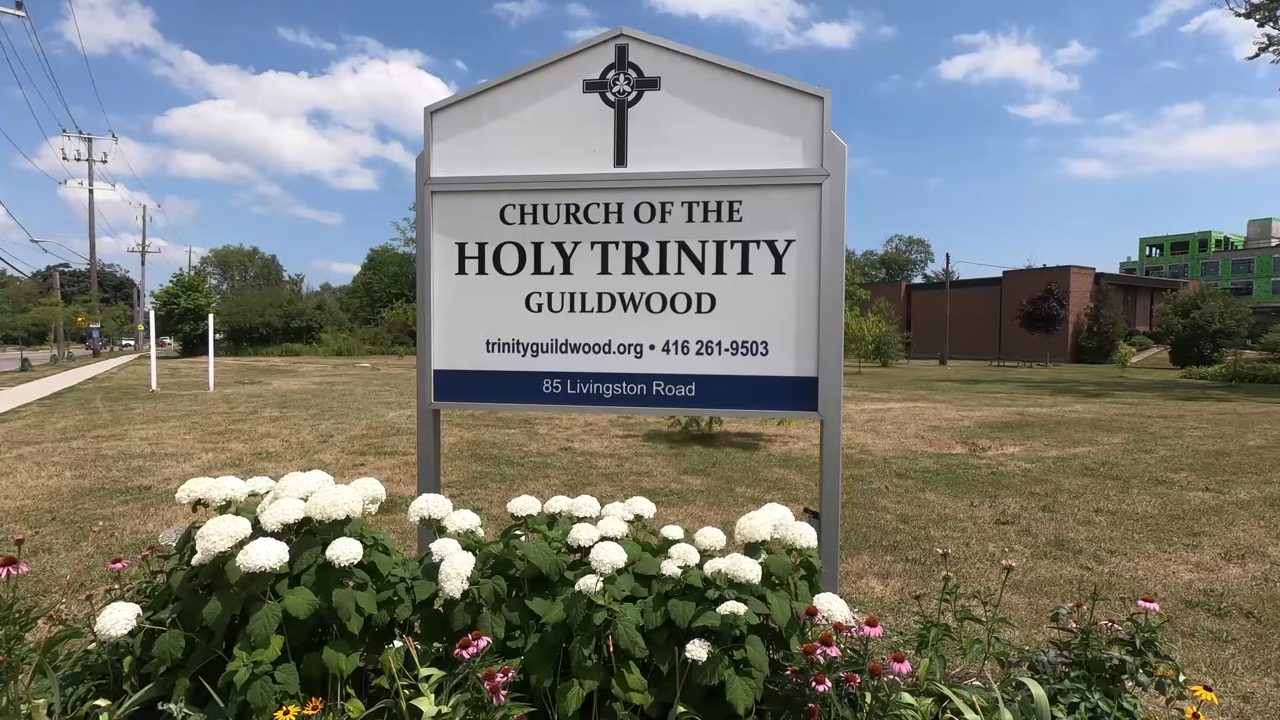 CHURCH OF THE
HOLY TRINITY
GUILDWOOD
trinityguildwood.org • 416 261-9503
85 Livingston Road